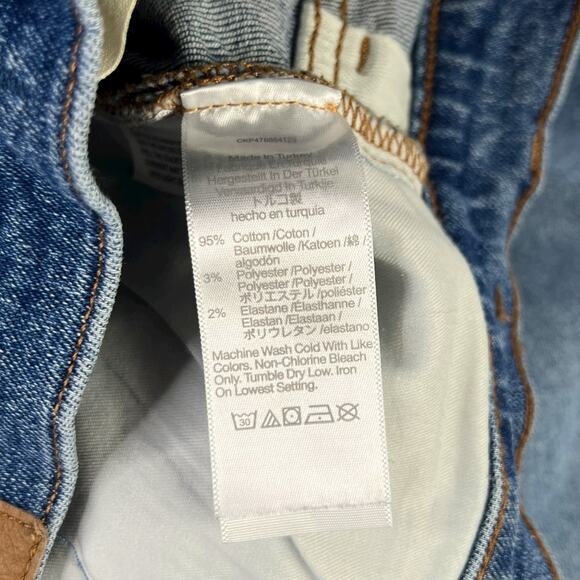 Made in Turkey
Hergestellt In Der Türkei
Vervaardigd In Turkije
トルコ製
hecho en turquía
95% Cotton /Coton /
Baumwolle /Katoen /綿 /
algodón
3% Polyester /Polyester /
Polyester /Polyester /
ポリエステル /poliéster
2% Elastane /Élasthanne /
Elastan /Elastaan /
ポリウレタン /elastano
Machine Wash Cold With Like
Colors. Non-Chlorine Bleach
Only. Tumble Dry Low. Iron
On Lowest Setting.
30